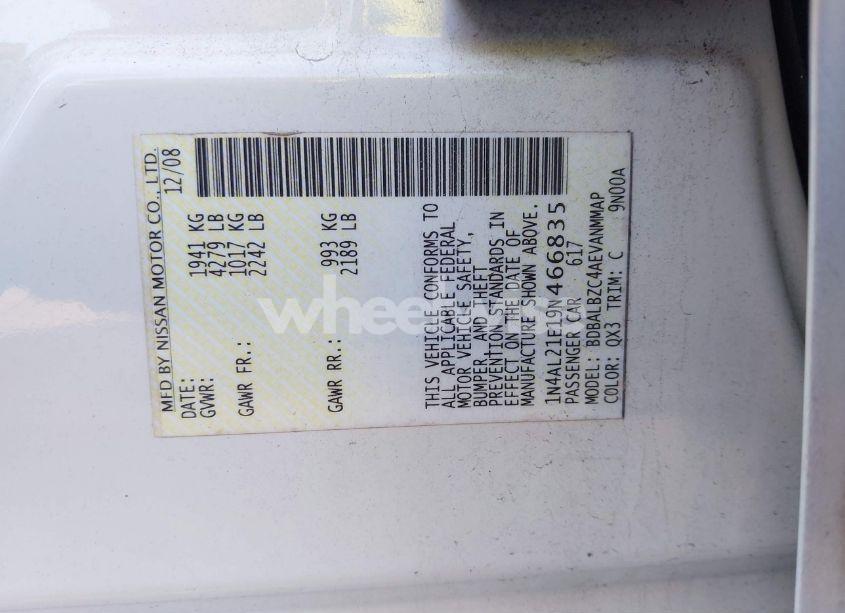 MFD BY NISSAN MOTOR CO., LTD.
DATE: 12/08
GVWR: 1941 KG
4279 LB
GAWR FR.: 1017 KG
2242 LB
GAWR RR.: 993 KG
2189 LB
THIS VEHICLE CONFORMS TO
ALL APPLICABLE FEDERAL
MOTOR VEHICLE SAFETY,
BUMPER, AND THEFT
PREVENTION STANDARDS IN
EFFECT ON THE DATE OF
MANUFACTURE SHOWN ABOVE.
1N4AL21E19N466835
PASSENGER CAR 617
MODEL: BDBALBZC4AEVANMMAP
COLOR: QX3 TRIM: C 9N00A
wheelwise